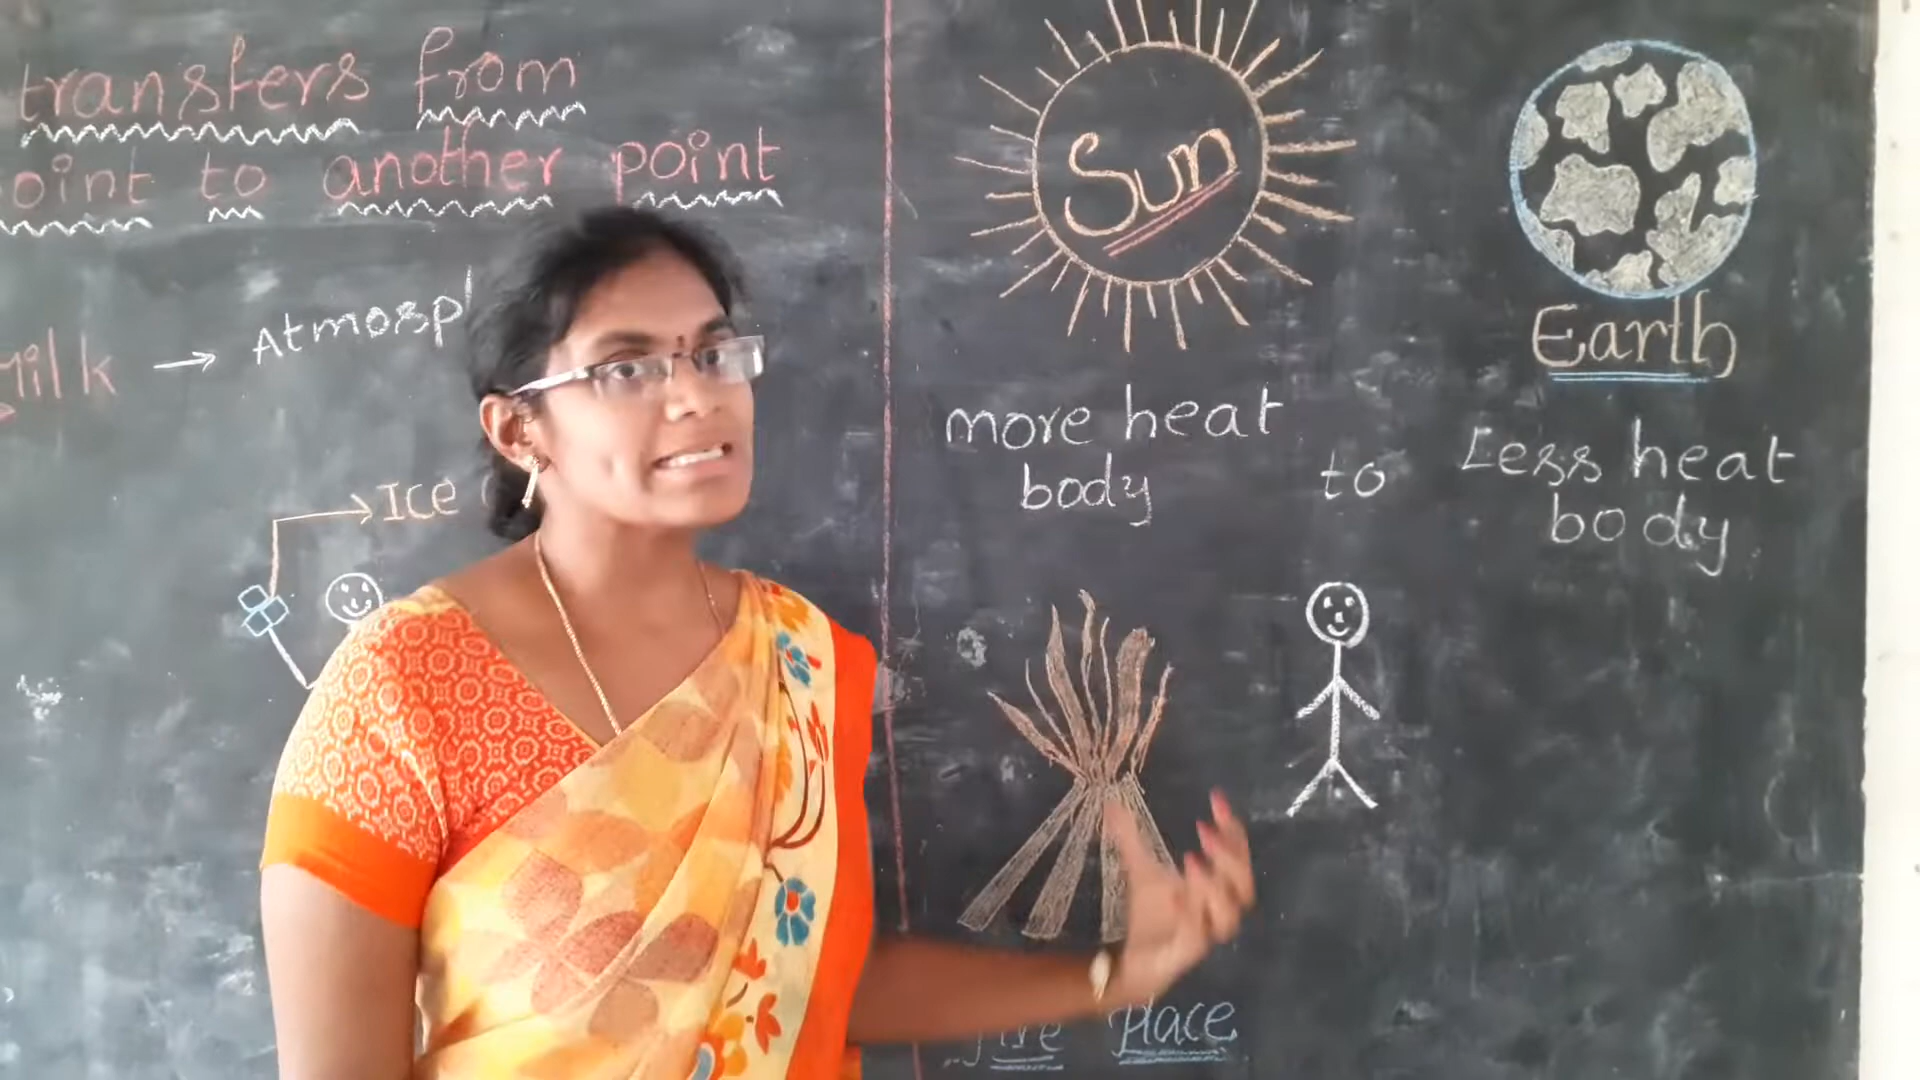 transfers from
point to another point
Milk → Atmosp
Ice
Sun
Earth
more heat
body
to
Less heat
body
Fire Place